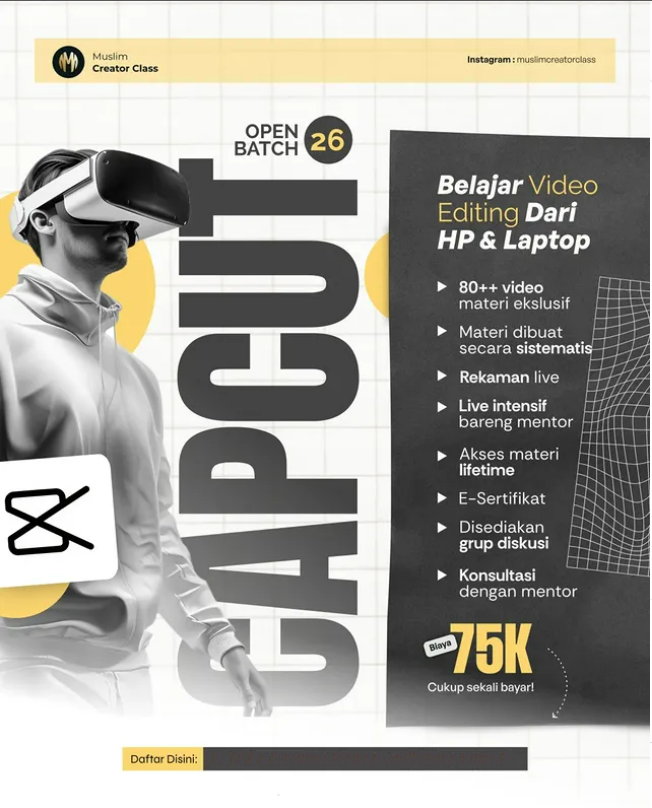 Muslim
Creator Class
Instagram : muslimcreatorclass
OPEN
BATCH 26
CAPCUT
Belajar Video
Editing Dari
HP & Laptop
80++ video
materi ekslusif
Materi dibuat
secara sistematis
Rekaman live
Live intensif
bareng mentor
Akses materi
lifetime
E-Sertifikat
Disediakan
grup diskusi
Konsultasi
dengan mentor
Biaya 75K
Cukup sekali bayar!
Daftar Disini: